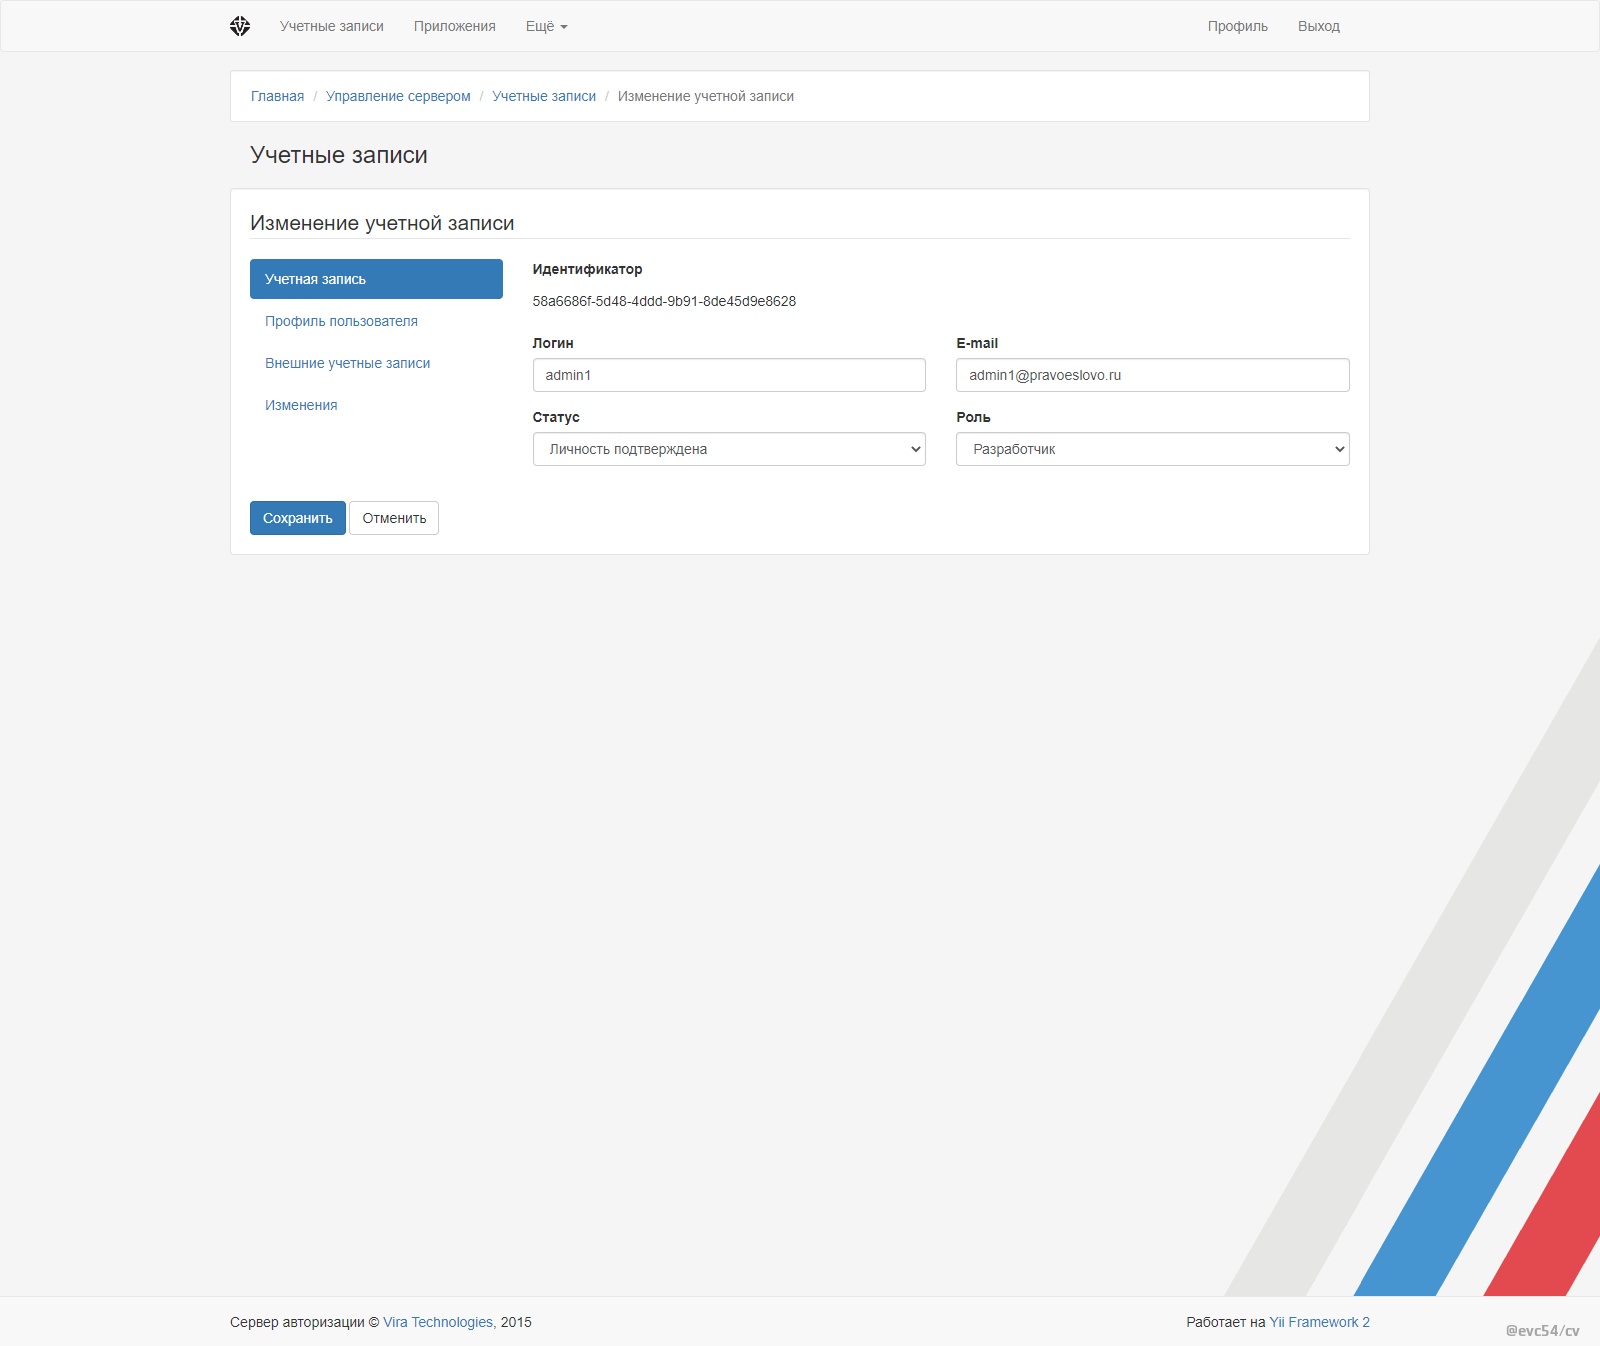 Учетные записи Приложения Ещё Профиль Выход
Главная / Управление сервером / Учетные записи / Изменение учетной записи
Учетные записи
Изменение учетной записи
Учетная запись
Профиль пользователя
Внешние учетные записи
Изменения
Идентификатор
58a6686f-5d48-4ddd-9b91-8de45d9e8628
Логин
admin1
E-mail
admin1@pravoeslovo.ru
Статус
Личность подтверждена
Роль
Разработчик
Сохранить Отменить
Сервер авторизации © Vira Technologies, 2015 Работает на Yii Framework 2
@evc54/cv